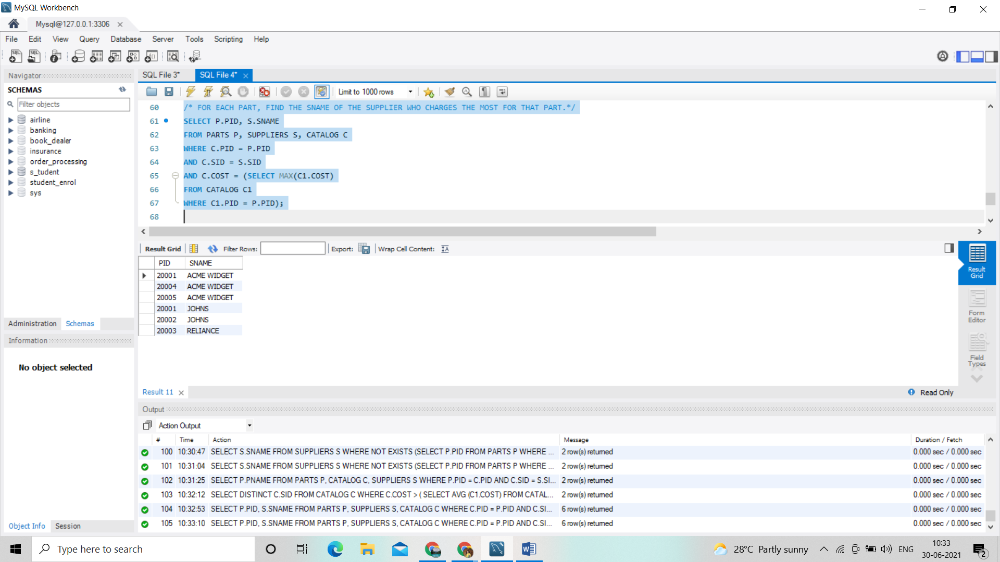 MySQL Workbench
Mysql@127.0.0.1:3306
File Edit View Query Database Server Tools Scripting Help
Navigator
SCHEMAS
Filter objects
airline
banking
book_dealer
insurance
order_processing
s_tudent
student_enrol
sys
Administration Schemas
Information
No object selected
Object Info Session
SQL File 3* SQL File 4*
Limit to 1000 rows
60 /* FOR EACH PART, FIND THE SNAME OF THE SUPPLIER WHO CHARGES THE MOST FOR THAT PART.*/
61 SELECT P.PID, S.SNAME
62 FROM PARTS P, SUPPLIERS S, CATALOG C
63 WHERE C.PID = P.PID
64 AND C.SID = S.SID
65 AND C.COST = (SELECT MAX(C1.COST)
66 FROM CATALOG C1
67 WHERE C1.PID = P.PID);
68
Result Grid Filter Rows: Export: Wrap Cell Content:
PID SNAME
20001 ACME WIDGET
20004 ACME WIDGET
20005 ACME WIDGET
20001 JOHNS
20002 JOHNS
20003 RELIANCE
Result
Grid
Form
Editor
Field
Types
Result 11 Read Only
Output
Action Output
# Time Action Message Duration / Fetch
100 10:30:47 SELECT S.SNAME FROM SUPPLIERS S WHERE NOT EXISTS (SELECT P.PID FROM PARTS P WHERE ... 2 row(s) returned 0.000 sec / 0.000 sec
101 10:31:04 SELECT S.SNAME FROM SUPPLIERS S WHERE NOT EXISTS (SELECT P.PID FROM PARTS P WHERE ... 2 row(s) returned 0.000 sec / 0.000 sec
102 10:31:25 SELECT P.PNAME FROM PARTS P, CATALOG C, SUPPLIERS S WHERE P.PID = C.PID AND C.SID = S.SI... 2 row(s) returned 0.000 sec / 0.000 sec
103 10:32:12 SELECT DISTINCT C.SID FROM CATALOG C WHERE C.COST > ( SELECT AVG (C1.COST) FROM CATAL... 2 row(s) returned 0.000 sec / 0.000 sec
104 10:32:53 SELECT P.PID, S.SNAME FROM PARTS P, SUPPLIERS S, CATALOG C WHERE C.PID = P.PID AND C.SI... 6 row(s) returned 0.000 sec / 0.000 sec
105 10:33:10 SELECT P.PID, S.SNAME FROM PARTS P, SUPPLIERS S, CATALOG C WHERE C.PID = P.PID AND C.SI... 6 row(s) returned 0.000 sec / 0.000 sec
Type here to search
28°C Partly sunny
ENG
10:33
30-06-2021
2